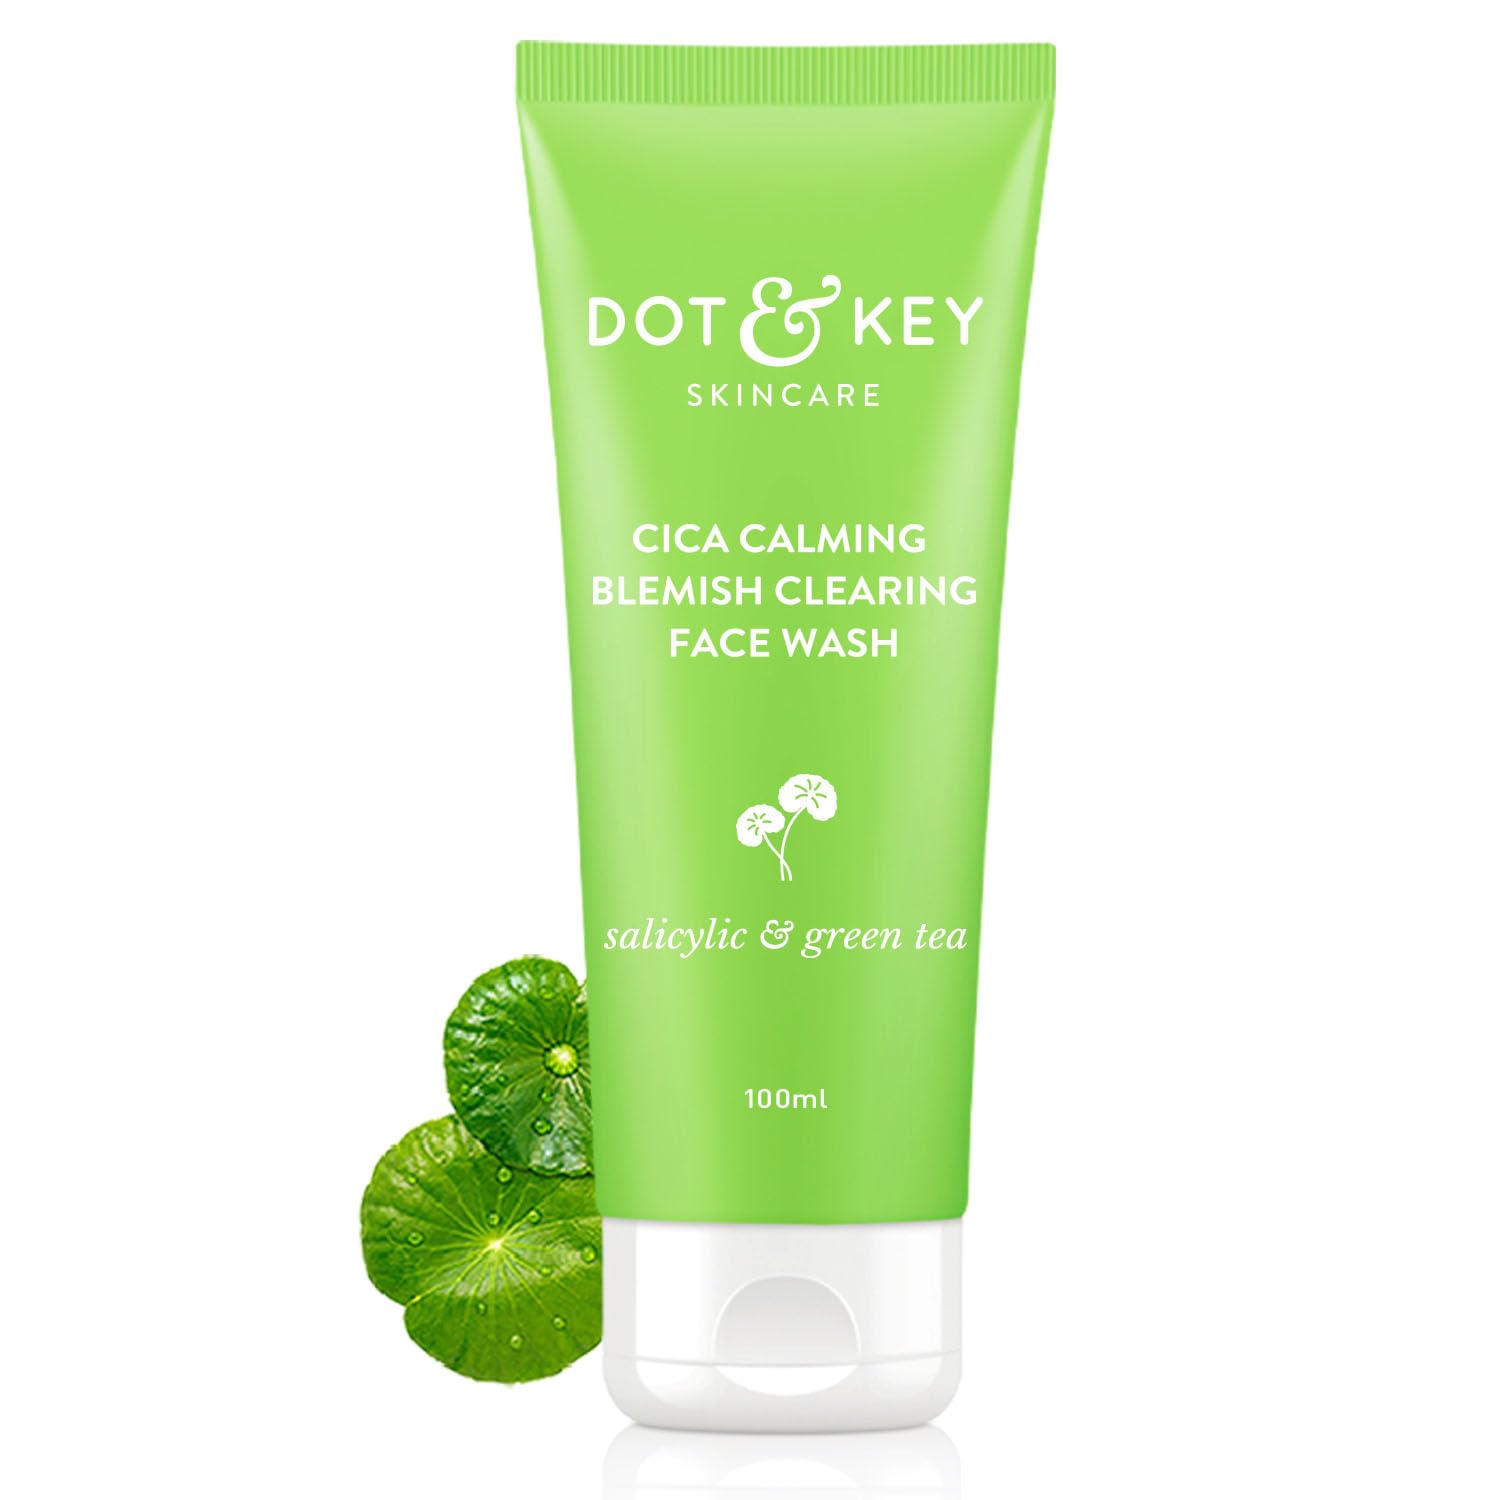 DOT & KEY
SKINCARE
CICA CALMING
BLEMISH CLEARING
FACE WASH
salicylic & green tea
100ml